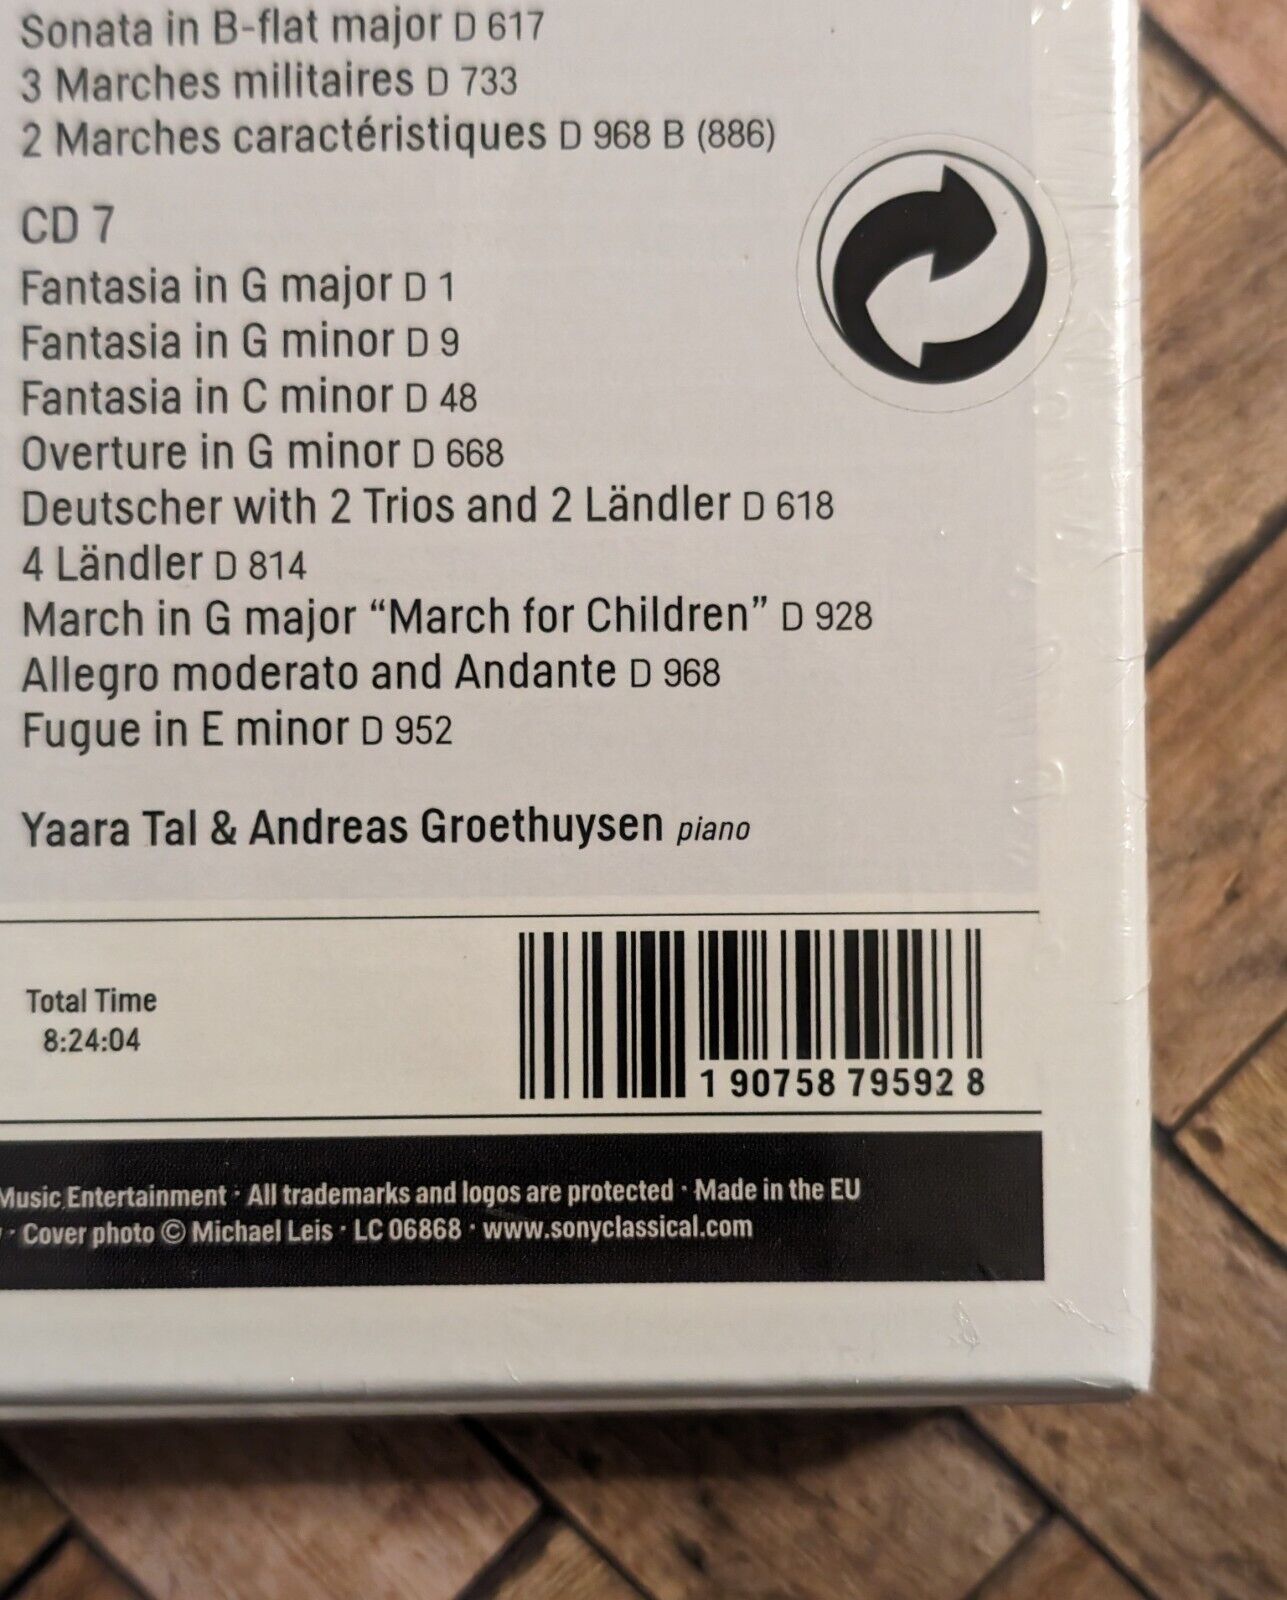 Sonata in B-flat major D 617
3 Marches militaires D 733
2 Marches caractéristiques D 968 B (886)
CD 7
Fantasia in G major D 1
Fantasia in G minor D 9
Fantasia in C minor D 48
Overture in G minor D 668
Deutscher with 2 Trios and 2 Ländler D 618
4 Ländler D 814
March in G major “March for Children” D 928
Allegro moderato and Andante D 968
Fugue in E minor D 952
Yaara Tal & Andreas Groethuysen piano
Total Time
8:24:04
1 90758 79592 8
Music Entertainment · All trademarks and logos are protected · Made in the EU
· Cover photo © Michael Leis · LC 06868 · www.sonyclassical.com